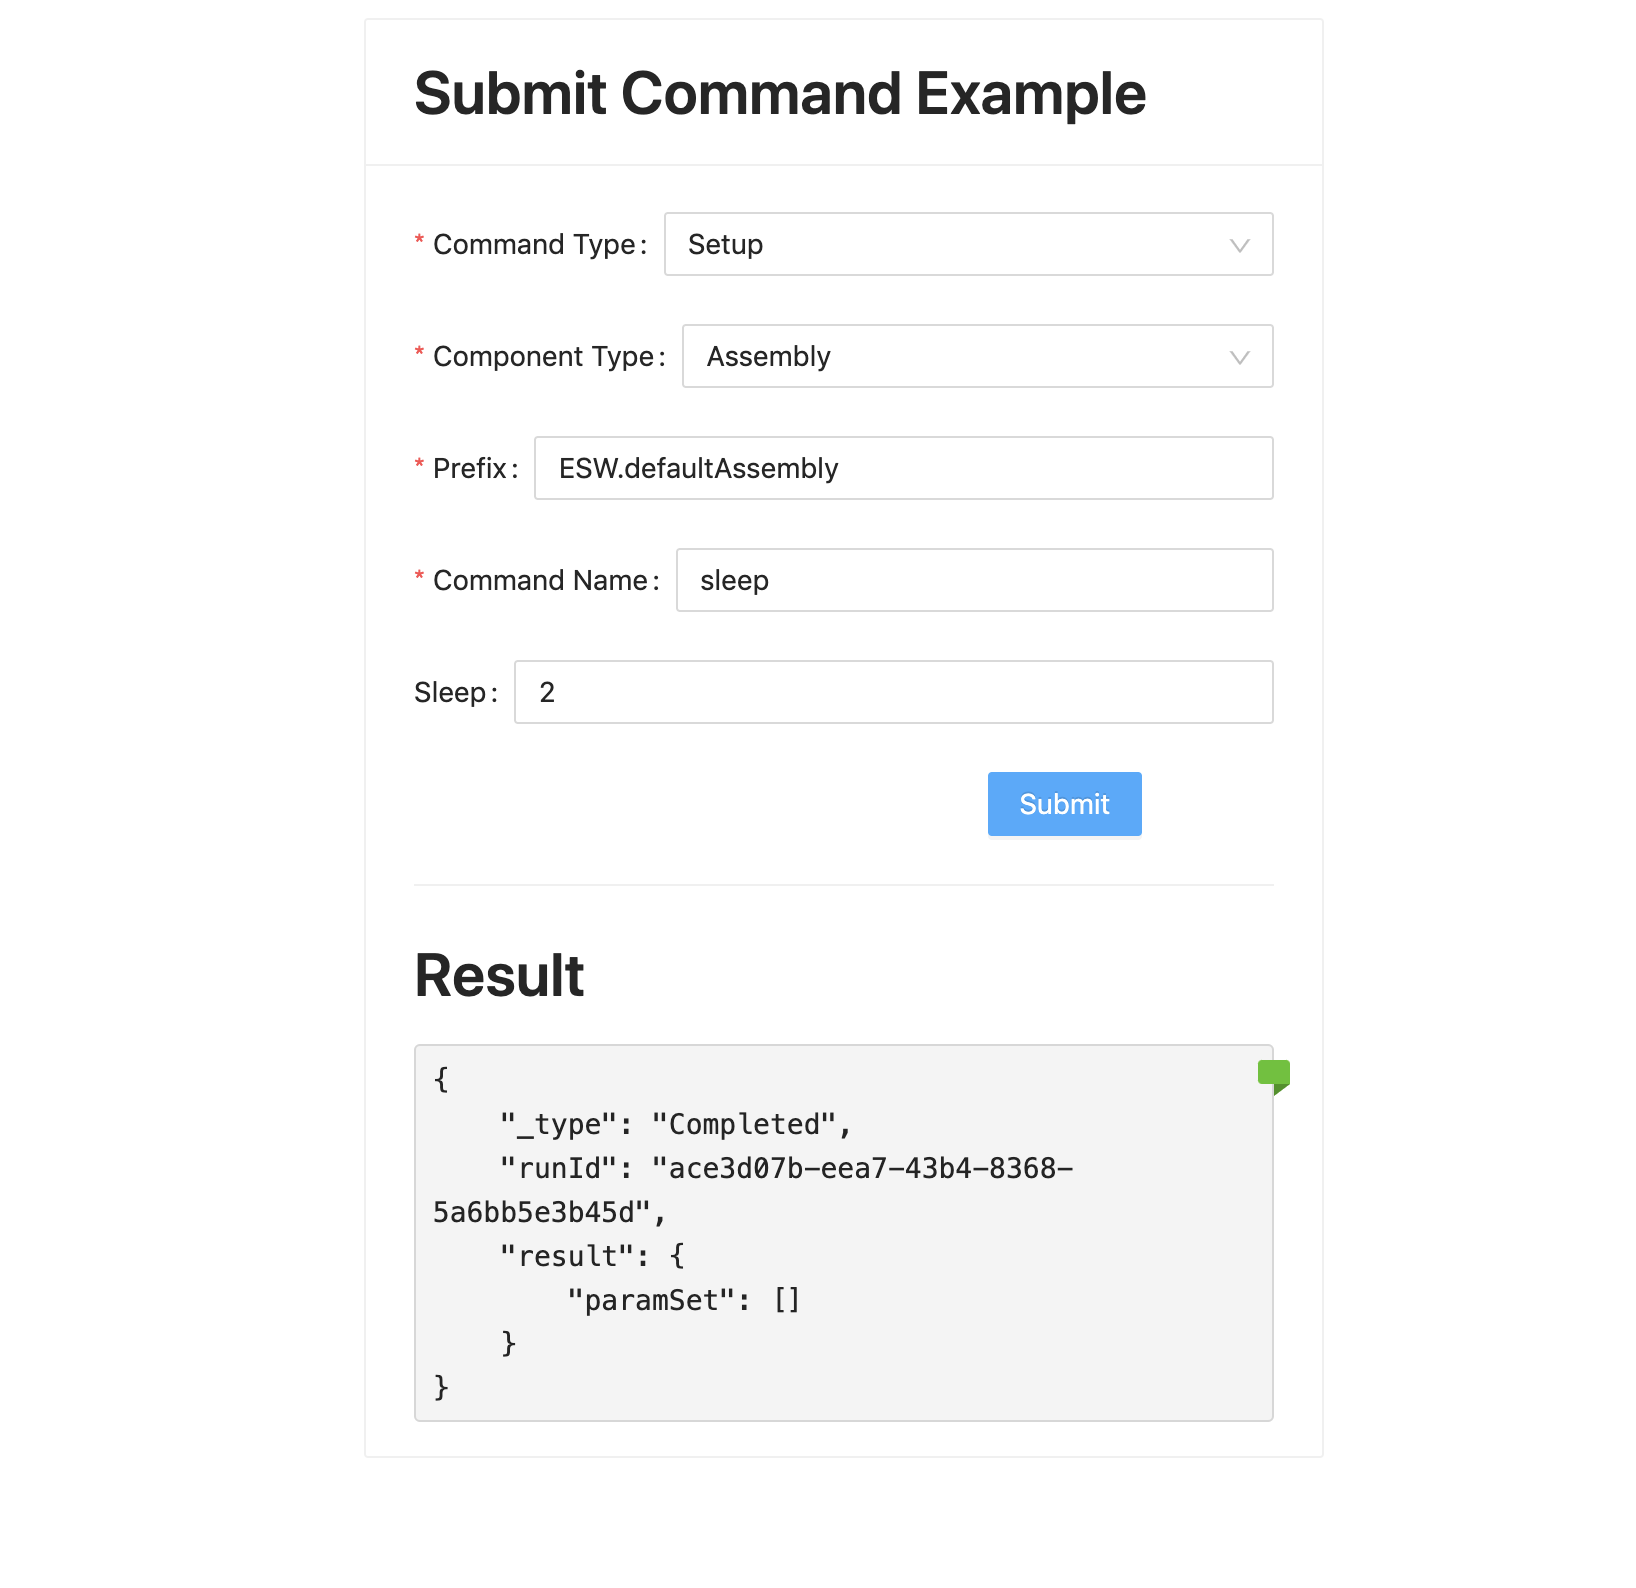 Submit Command Example
* Command Type: Setup
* Component Type: Assembly
* Prefix: ESW.defaultAssembly
* Command Name: sleep
Sleep: 2
Submit
Result
{
    "_type": "Completed",
    "runId": "ace3d07b-eea7-43b4-8368-
5a6bb5e3b45d",
    "result": {
        "paramSet": []
    }
}